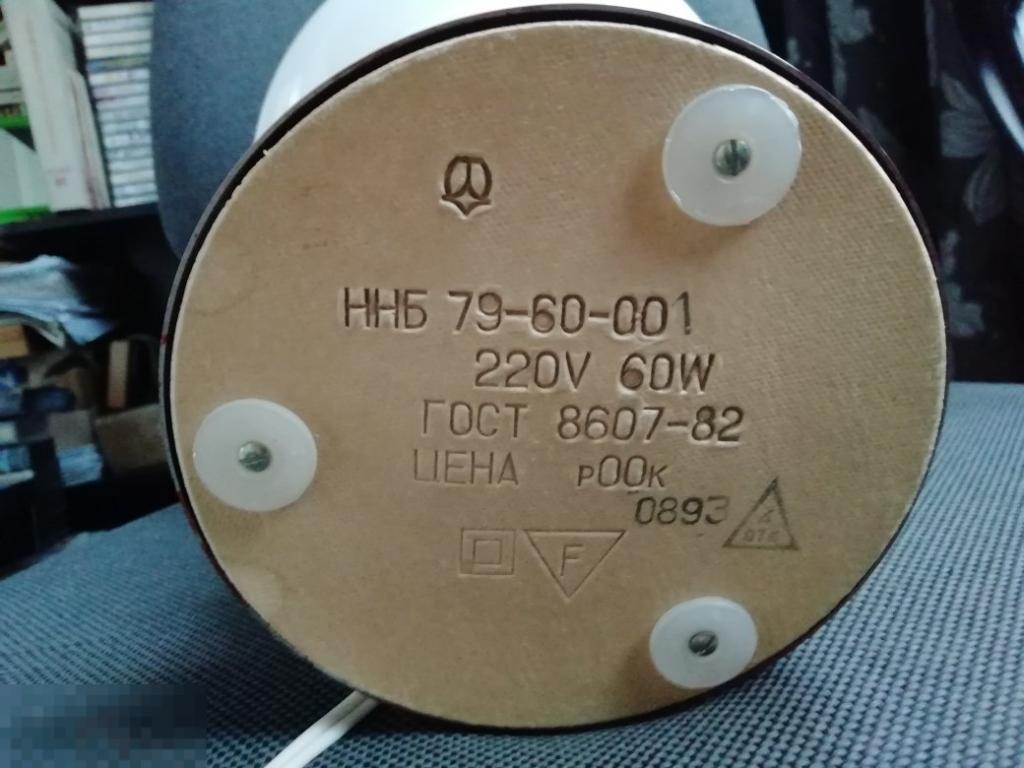 ННБ 79-60-001
220V 60W
ГОСТ 8607-82
ЦЕНА р00к
0893
F